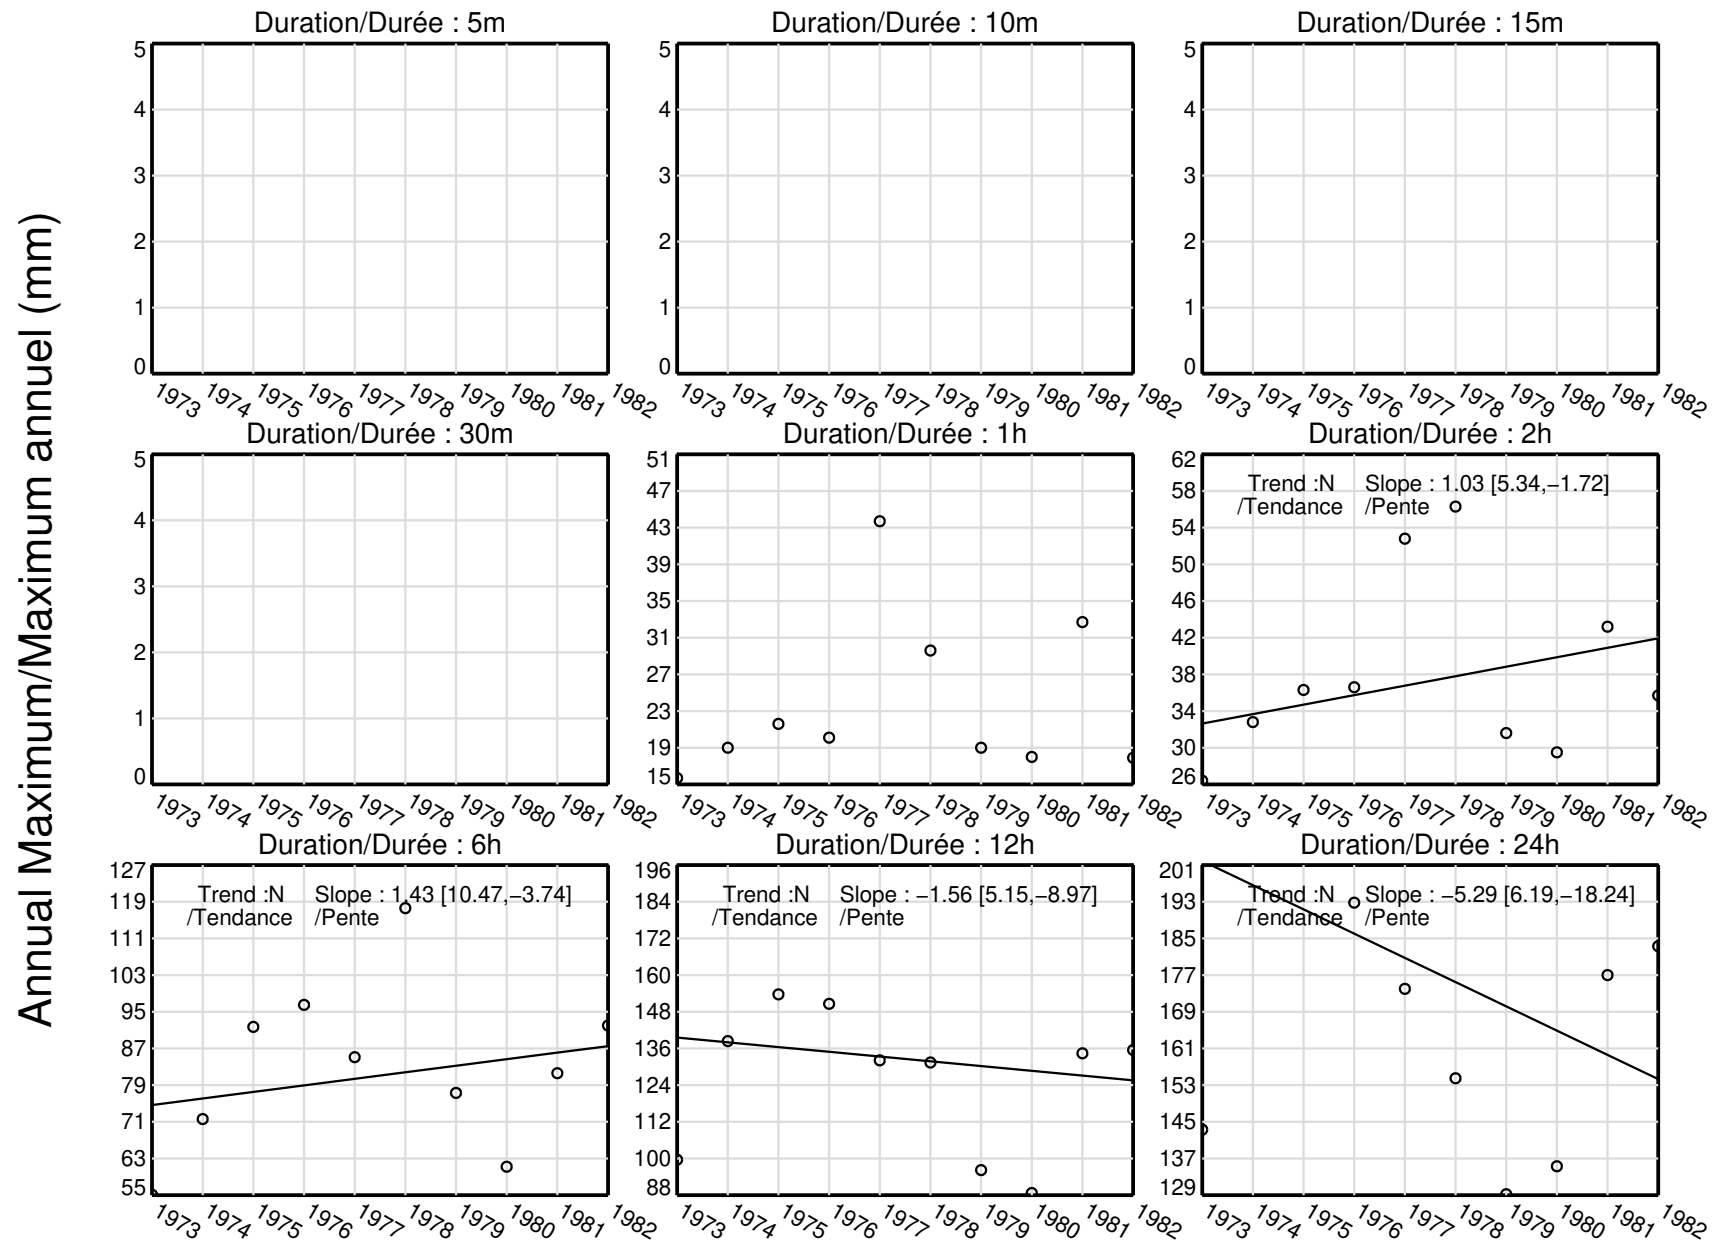 Annual Maximum/Maximum annuel (mm)
Duration/Durée : 5m
5
4
3
2
1
0
1973 1974 1975 1976 1977 1978 1979 1980 1981 1982
Duration/Durée : 10m
5
4
3
2
1
0
1973 1974 1975 1976 1977 1978 1979 1980 1981 1982
Duration/Durée : 15m
5
4
3
2
1
0
1973 1974 1975 1976 1977 1978 1979 1980 1981 1982
Duration/Durée : 30m
5
4
3
2
1
0
1973 1974 1975 1976 1977 1978 1979 1980 1981 1982
Duration/Durée : 1h
51
47
43
39
35
31
27
23
19
15
1973 1974 1975 1976 1977 1978 1979 1980 1981 1982
Duration/Durée : 2h
Trend :N Slope : 1.03 [5.34,−1.72]
/Tendance /Pente
62
58
54
50
46
42
38
34
30
26
1973 1974 1975 1976 1977 1978 1979 1980 1981 1982
Duration/Durée : 6h
Trend :N Slope : 1.43 [10.47,−3.74]
/Tendance /Pente
127
119
111
103
95
87
79
71
63
55
1973 1974 1975 1976 1977 1978 1979 1980 1981 1982
Duration/Durée : 12h
Trend :N Slope : −1.56 [5.15,−8.97]
/Tendance /Pente
196
184
172
160
148
136
124
112
100
88
1973 1974 1975 1976 1977 1978 1979 1980 1981 1982
Duration/Durée : 24h
Trend :N Slope : −5.29 [6.19,−18.24]
/Tendance /Pente
201
193
185
177
169
161
153
145
137
129
1973 1974 1975 1976 1977 1978 1979 1980 1981 1982